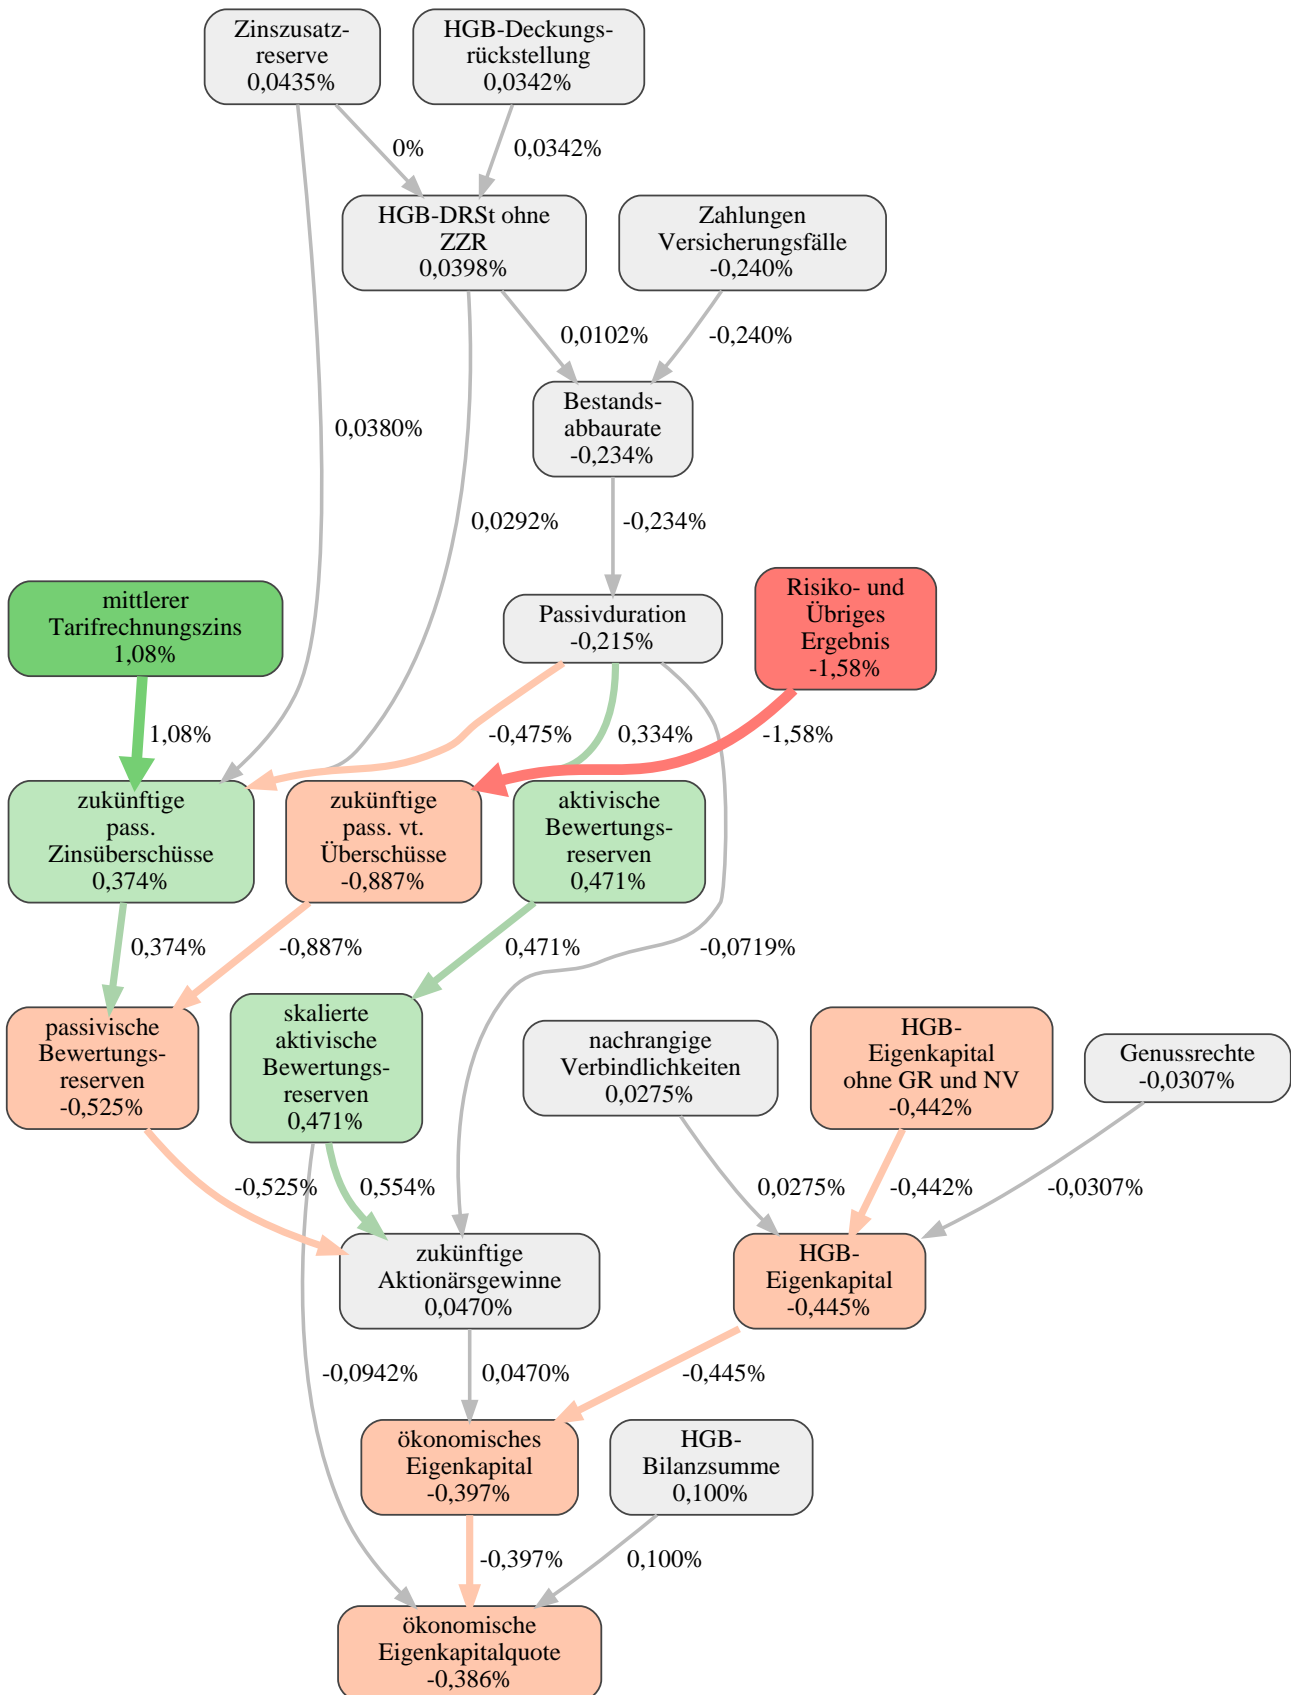 Zinszusatz-
reserve
0,0435%
HGB-Deckungs-
rückstellung
0,0342%
0%
0,0342%
HGB-DRSt ohne
ZZR
0,0398%
Zahlungen
Versicherungsfälle
-0,240%
0,0102%
-0,240%
Bestands-
abbaurate
-0,234%
0,0380%
0,0292%
-0,234%
mittlerer
Tarifrechnungszins
1,08%
Passivduration
-0,215%
Risiko- und
Übriges
Ergebnis
-1,58%
1,08%
-0,475%
0,334%
-1,58%
zukünftige
pass.
Zinsüberschüsse
0,374%
zukünftige
pass. vt.
Überschüsse
-0,887%
aktivische
Bewertungs-
reserven
0,471%
0,374%
-0,887%
0,471%
-0,0719%
passivische
Bewertungs-
reserven
-0,525%
skalierte
aktivische
Bewertungs-
reserven
0,471%
nachrangige
Verbindlichkeiten
0,0275%
HGB-
Eigenkapital
ohne GR und NV
-0,442%
Genussrechte
-0,0307%
-0,525%
0,554%
0,0275%
-0,442%
-0,0307%
zukünftige
Aktionärsgewinne
0,0470%
HGB-
Eigenkapital
-0,445%
-0,0942%
0,0470%
-0,445%
ökonomisches
Eigenkapital
-0,397%
HGB-
Bilanzsumme
0,100%
-0,397%
0,100%
ökonomische
Eigenkapitalquote
-0,386%